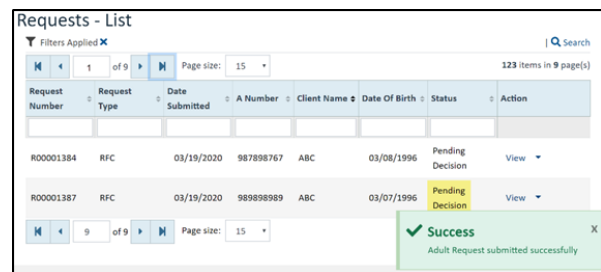 Requests - List
Filters Applied X
| Search
1 of 9 Page size: 15 123 items in 9 page(s)
Request Number Request Type Date Submitted A Number Client Name Date Of Birth Status Action
R00001384 RFC 03/19/2020 987898767 ABC 03/08/1996 Pending Decision View
R00001387 RFC 03/19/2020 989898989 ABC 03/07/1996 Pending Decision View
9 of 9 Page size: 15
Success X
Adult Request submitted successfully